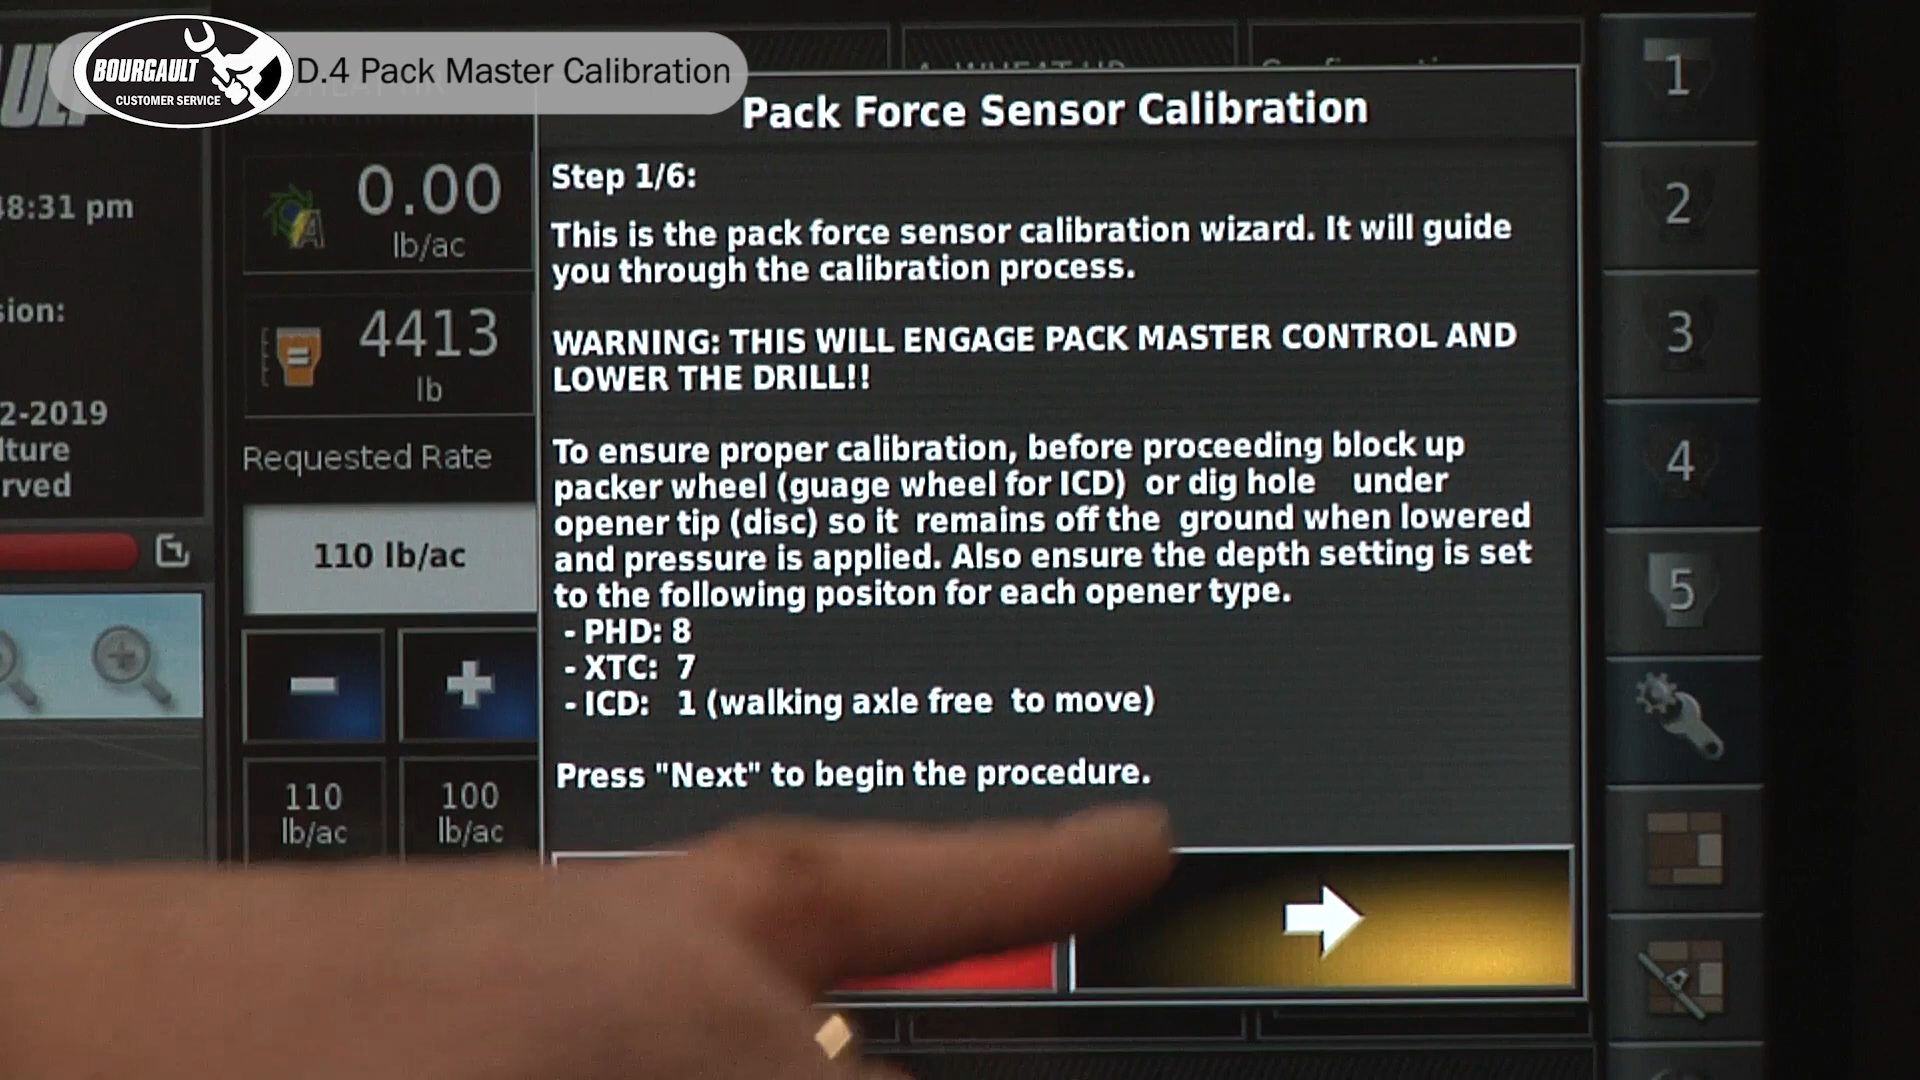 BOURGAULT
CUSTOMER SERVICE
D.4 Pack Master Calibration
Pack Force Sensor Calibration
Step 1/6:
This is the pack force sensor calibration wizard. It will guide
you through the calibration process.
WARNING: THIS WILL ENGAGE PACK MASTER CONTROL AND
LOWER THE DRILL!!
To ensure proper calibration, before proceeding block up
packer wheel (guage wheel for ICD) or dig hole under
opener tip (disc) so it remains off the ground when lowered
and pressure is applied. Also ensure the depth setting is set
to the following positon for each opener type.
- PHD: 8
- XTC: 7
- ICD: 1 (walking axle free to move)
Press "Next" to begin the procedure.
48:31 pm
sion:
2-2019
lture
rved
0.00
lb/ac
4413
lb
Requested Rate
110 lb/ac
110
lb/ac
100
lb/ac
1
2
3
4
5